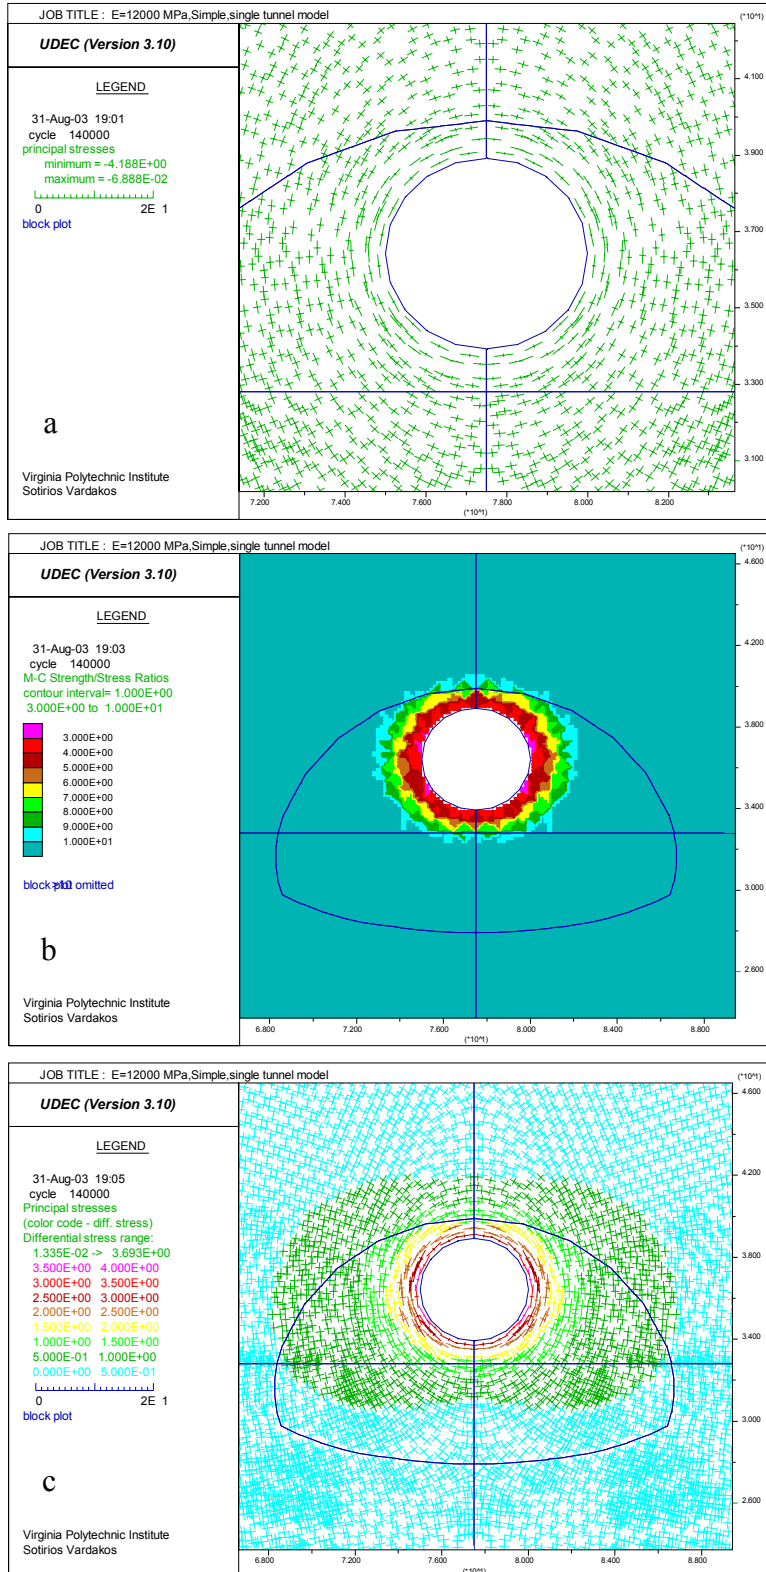 JOB TITLE : E=12000 MPa,Simple,single tunnel model
UDEC (Version 3.10)
LEGEND
31-Aug-03 19:01
cycle 140000
principal stresses
minimum = -4.188E+00
maximum = -6.888E-02
0 2E 1
block plot
a
Virginia Polytechnic Institute
Sotirios Vardakos
(*10^1)
4.100
3.900
3.700
3.500
3.300
3.100
7.200 7.400 7.600 7.800 8.000 8.200
(*10^1)
JOB TITLE : E=12000 MPa,Simple,single tunnel model
UDEC (Version 3.10)
LEGEND
31-Aug-03 19:03
cycle 140000
M-C Strength/Stress Ratios
contour interval= 1.000E+00
3.000E+00 to 1.000E+01
3.000E+00
4.000E+00
5.000E+00
6.000E+00
7.000E+00
8.000E+00
9.000E+00
1.000E+01
block plot omitted
b
Virginia Polytechnic Institute
Sotirios Vardakos
(*10^1)
4.600
4.200
3.800
3.400
3.000
2.600
6.800 7.200 7.600 8.000 8.400 8.800
(*10^1)
JOB TITLE : E=12000 MPa,Simple,single tunnel model
UDEC (Version 3.10)
LEGEND
31-Aug-03 19:05
cycle 140000
Principal stresses
(color code - diff. stress)
Differential stress range:
1.335E-02 -> 3.693E+00
3.500E+00 4.000E+00
3.000E+00 3.500E+00
2.500E+00 3.000E+00
2.000E+00 2.500E+00
1.500E+00 2.000E+00
1.000E+00 1.500E+00
5.000E-01 1.000E+00
0.000E+00 5.000E-01
0 2E 1
block plot
c
Virginia Polytechnic Institute
Sotirios Vardakos
(*10^1)
4.600
4.200
3.800
3.400
3.000
2.600
6.800 7.200 7.600 8.000 8.400 8.800
(*10^1)